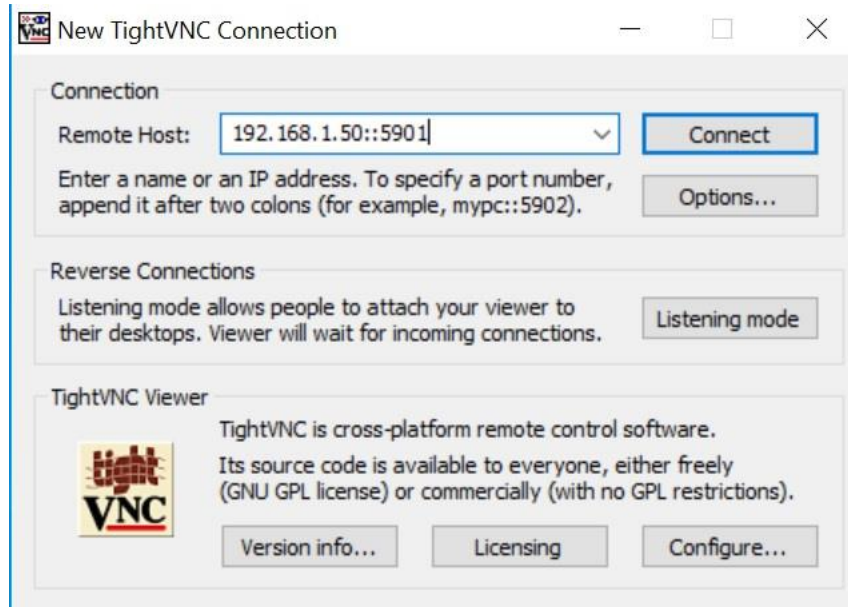 New TightVNC Connection
Connection
Remote Host: 192.168.1.50::5901 Connect
Enter a name or an IP address. To specify a port number,
append it after two colons (for example, mypc::5902). Options...
Reverse Connections
Listening mode allows people to attach your viewer to
their desktops. Viewer will wait for incoming connections. Listening mode
TightVNC Viewer
TightVNC is cross-platform remote control software.
Its source code is available to everyone, either freely
(GNU GPL license) or commercially (with no GPL restrictions).
tight
VNC
Version info... Licensing Configure...